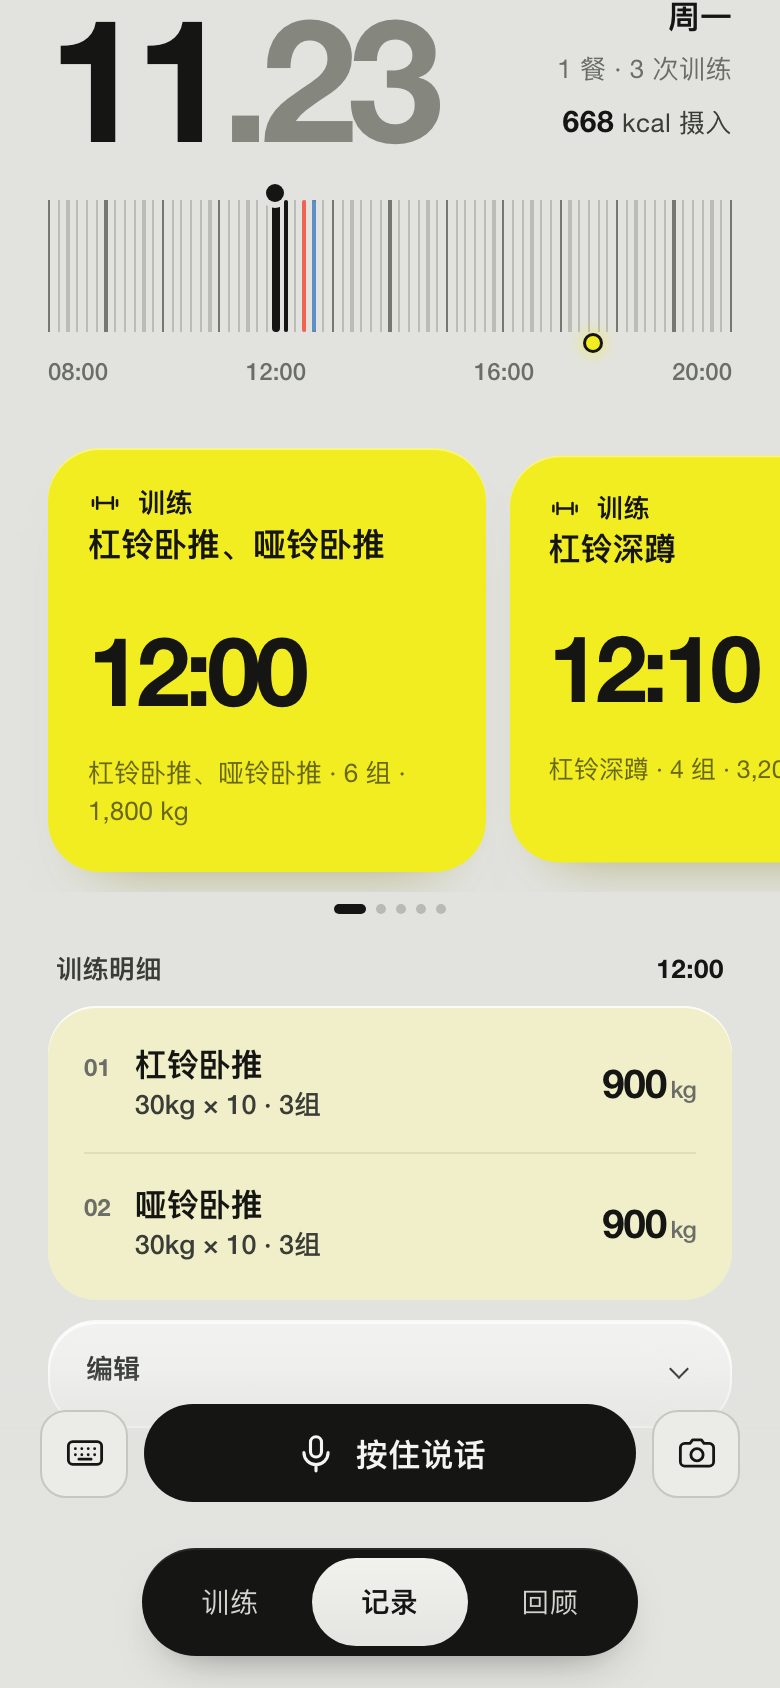 11.23
周一
1 餐 · 3 次训练
668 kcal 摄入
08:00
12:00
16:00
20:00
训练
杠铃卧推、哑铃卧推
12:00
杠铃卧推、哑铃卧推 · 6 组 ·
1,800 kg
训练
杠铃深蹲
12:10
杠铃深蹲 · 4 组 ·
训练明细
12:00
01
杠铃卧推
30kg × 10 · 3组
900 kg
02
哑铃卧推
30kg × 10 · 3组
900 kg
编辑
按住说话
训练
记录
回顾